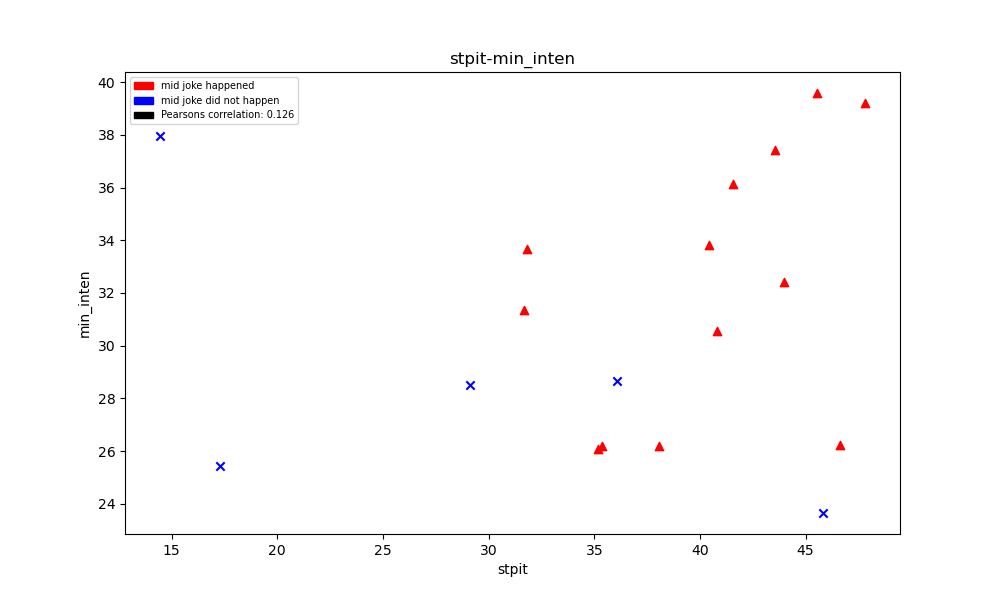 stpit-min_inten
mid joke happened
mid joke did not happen
Pearsons correlation: 0.126
40
38
36
34
32
30
28
26
24
min_inten
15
20
25
30
35
40
45
stpit